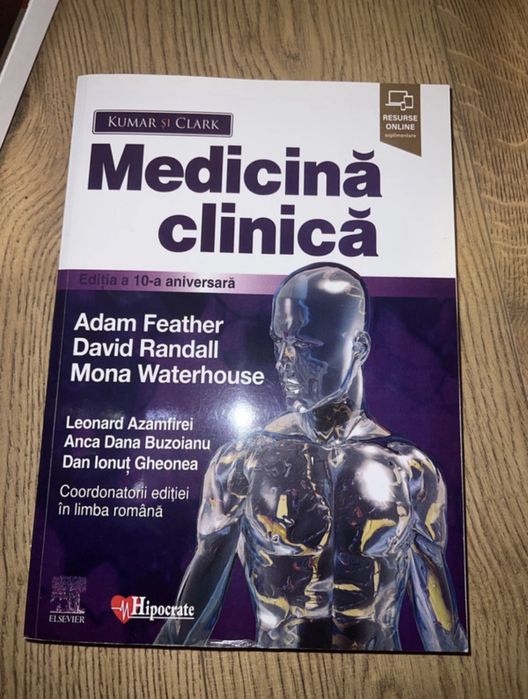 RESURSE
ONLINE
suplimentare
KUMAR ȘI CLARK
Medicină
clinică
Ediția a 10-a aniversară
Adam Feather
David Randall
Mona Waterhouse
Leonard Azamfirei
Anca Dana Buzoianu
Dan Ionuț Gheonea
Coordonatorii ediției
în limba română
ELSEVIER
Hipocrate